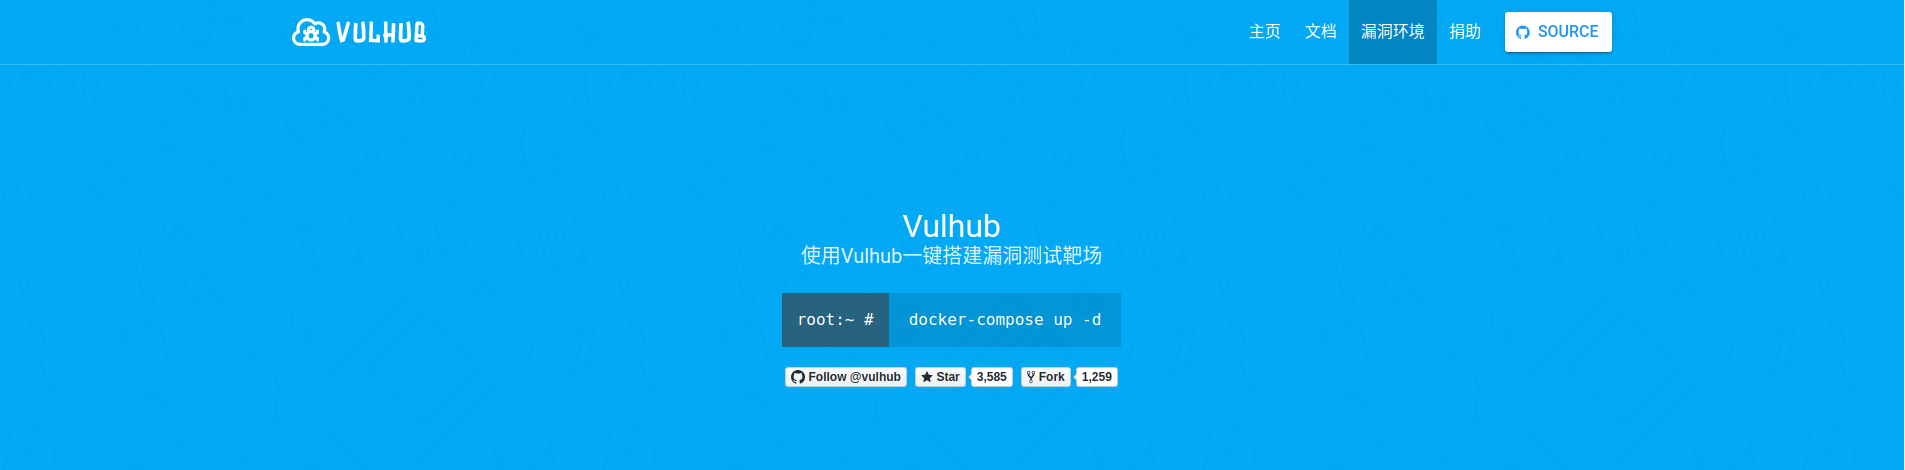 VULHUB
主页 文档 漏洞环境 捐助 SOURCE
Vulhub
使用Vulhub一键搭建漏洞测试靶场
root:~ # docker-compose up -d
Follow @vulhub Star 3,585 Fork 1,259